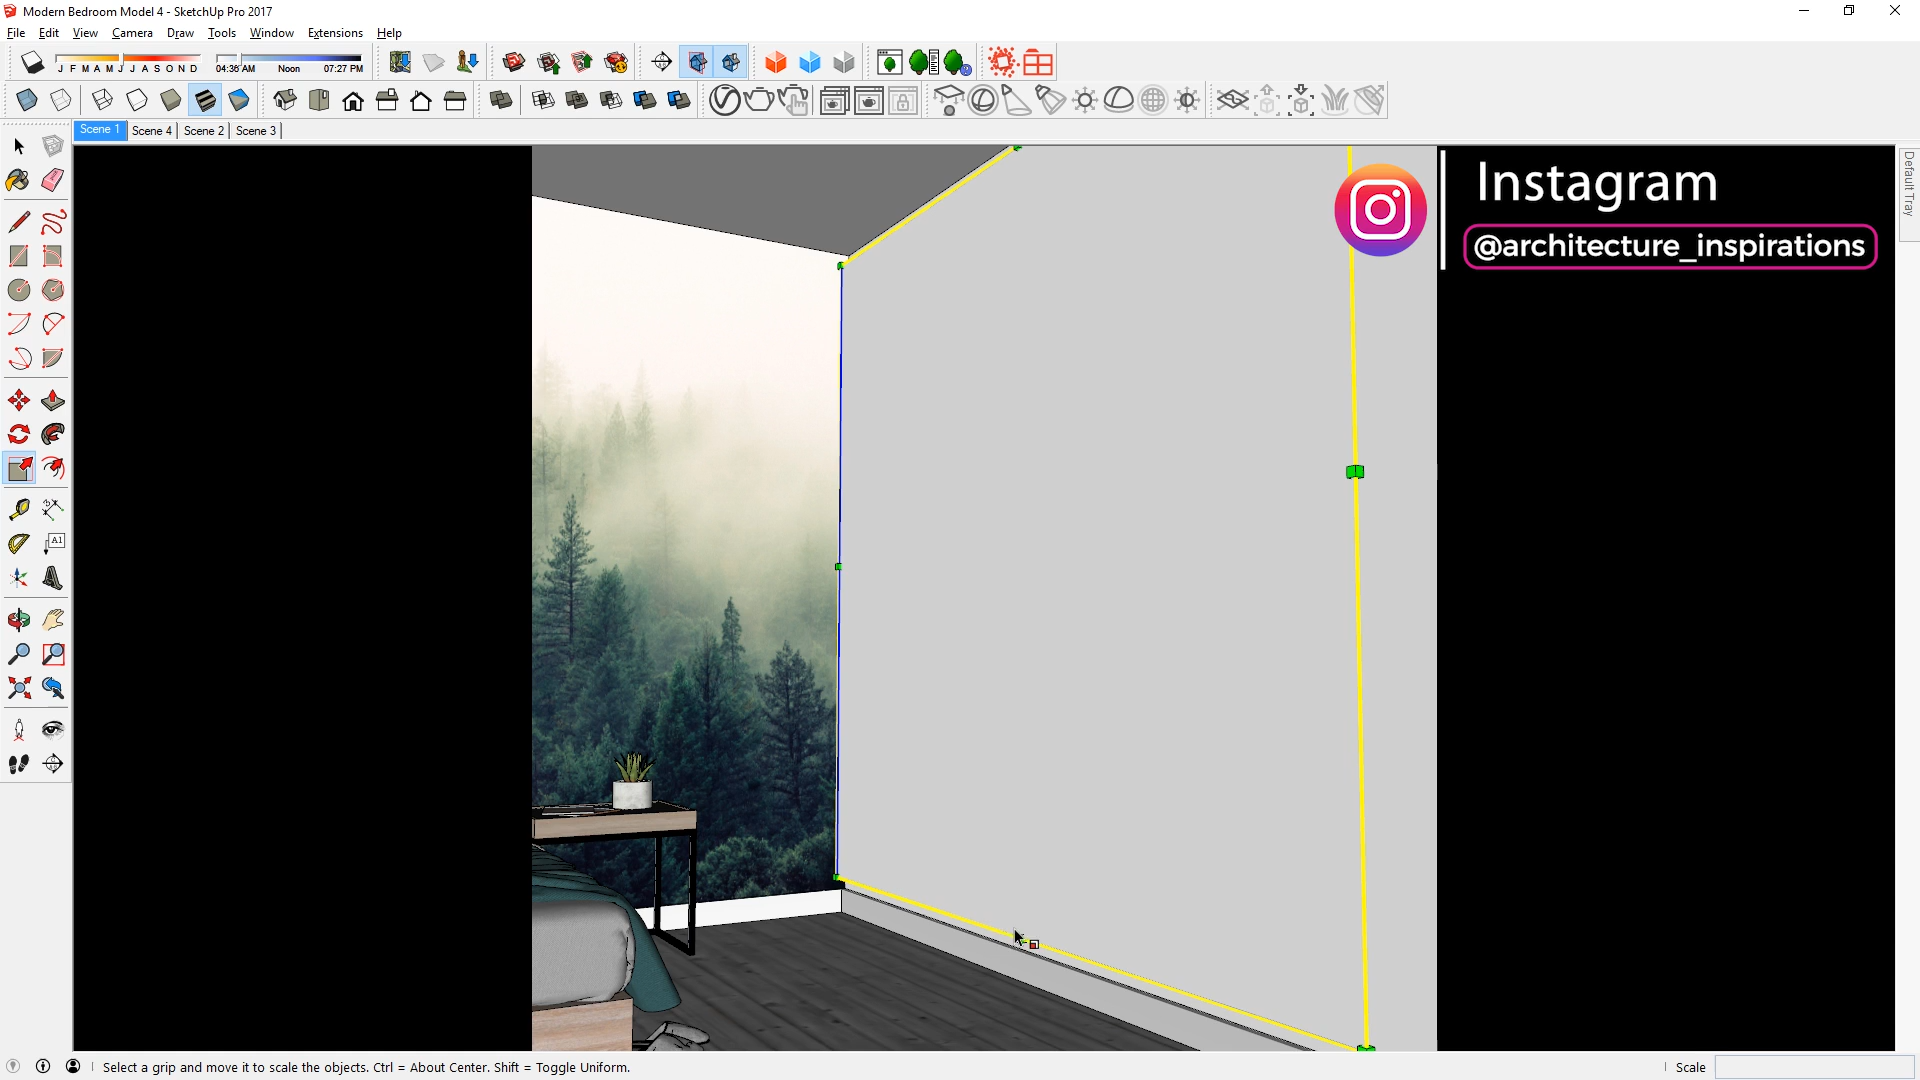 Modern Bedroom Model 4 - SketchUp Pro 2017
File Edit View Camera Draw Tools Window Extensions Help
J F M A M J J A S O N D
04:36 AM Noon 07:27 PM
Scene 1 Scene 4 Scene 2 Scene 3
Default Tray
Instagram
@architecture_inspirations
A1
Select a grip and move it to scale the objects. Ctrl = About Center. Shift = Toggle Uniform.
Scale